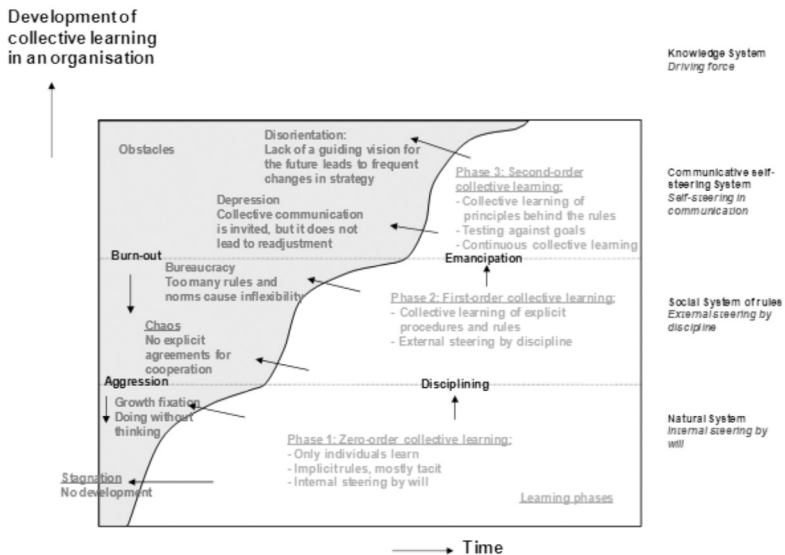 Development of
collective learning
in an organisation
Knowledge System
Driving force
Obstacles
Disorientation:
Lack of a guiding vision for
the future leads to frequent
changes in strategy
Phase 3: Second-order
collective learning:
- Collective learning of
principles behind the rules
- Testing against goals
- Continuous collective learning
Communicative self-
steering System
Self-steering in
communication
Depression
Collective communication
is invited, but it does not
lead to readjustment
Burn-out
Emancipation
Bureaucracy
Too many rules and
norms cause inflexibility
Phase 2: First-order collective learning:
- Collective learning of explicit
procedures and rules
- External steering by discipline
Social System of rules
External steering by
discipline
Chaos
No explicit
agreements for
cooperation
Aggression
Disciplining
Growth fixation
Doing without
thinking
Natural System
Internal steering by
will
Phase 1: Zero-order collective learning:
- Only individuals learn
- Implicit rules, mostly tacit
- Internal steering by will
Stagnation
No development
Learning phases
Time